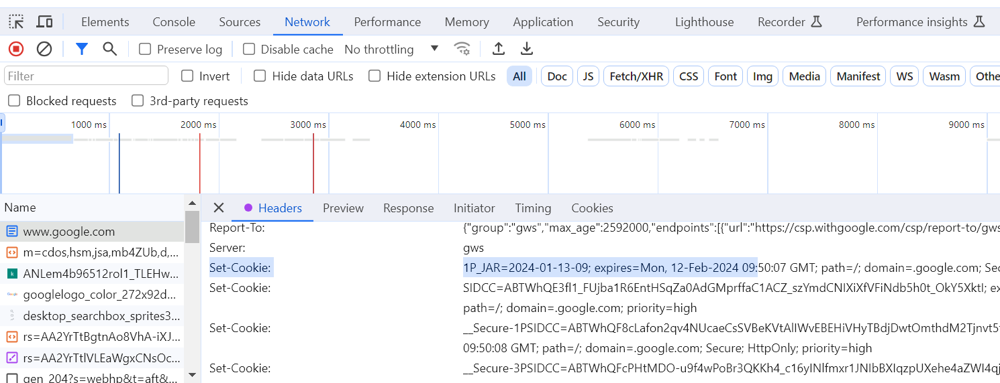 Elements Console Sources Network Performance Memory Application Security Lighthouse Recorder Performance insights
Preserve log Disable cache No throttling
Filter Invert Hide data URLs Hide extension URLs All Doc JS Fetch/XHR CSS Font Img Media Manifest WS Wasm Othe
Blocked requests 3rd-party requests
1000 ms 2000 ms 3000 ms 4000 ms 5000 ms 6000 ms 7000 ms 8000 ms 9000 ms
Name
www.google.com
m=cdos,hsm,jsa,mb4ZUb,d,...
ANLem4b96512rol1_TLEHw...
googlelogo_color_272x92d...
desktop_searchbox_sprites3...
rs=AA2YrTtBgtnAo8VhA-iXJ...
rs=AA2YrTtlVLEaWgxCNsOc...
gen_204?s=webhp&t=aft&...
Headers Preview Response Initiator Timing Cookies
Report-To: {"group":"gws","max_age":2592000,"endpoints":[{"url":"https://csp.withgoogle.com/csp/report-to/gws
Server: gws
Set-Cookie: 1P_JAR=2024-01-13-09; expires=Mon, 12-Feb-2024 09:50:07 GMT; path=/; domain=.google.com; Sec
Set-Cookie: SIDCC=ABTWhQE3fl1_FUjba1R6EntHSqZa0AdGMprffaC1ACZ_szYmdCNIXiXfVFiNdb5h0t_OkY5XktI; ex
path=/; domain=.google.com; priority=high
Set-Cookie: __Secure-1PSIDCC=ABTWhQF8cLafon2qv4NUcaeCsSVBeKVtAlIWvEBEHiVHyTBdjDwtOmthdM2Tjnvt5
09:50:08 GMT; path=/; domain=.google.com; Secure; HttpOnly; priority=high
Set-Cookie: __Secure-3PSIDCC=ABTWhQFcPHtMDO-u9f4wPoBr3QKKh4_c16yINlfmxr1JNIbBXIqzpUXehe4aZWI4qj